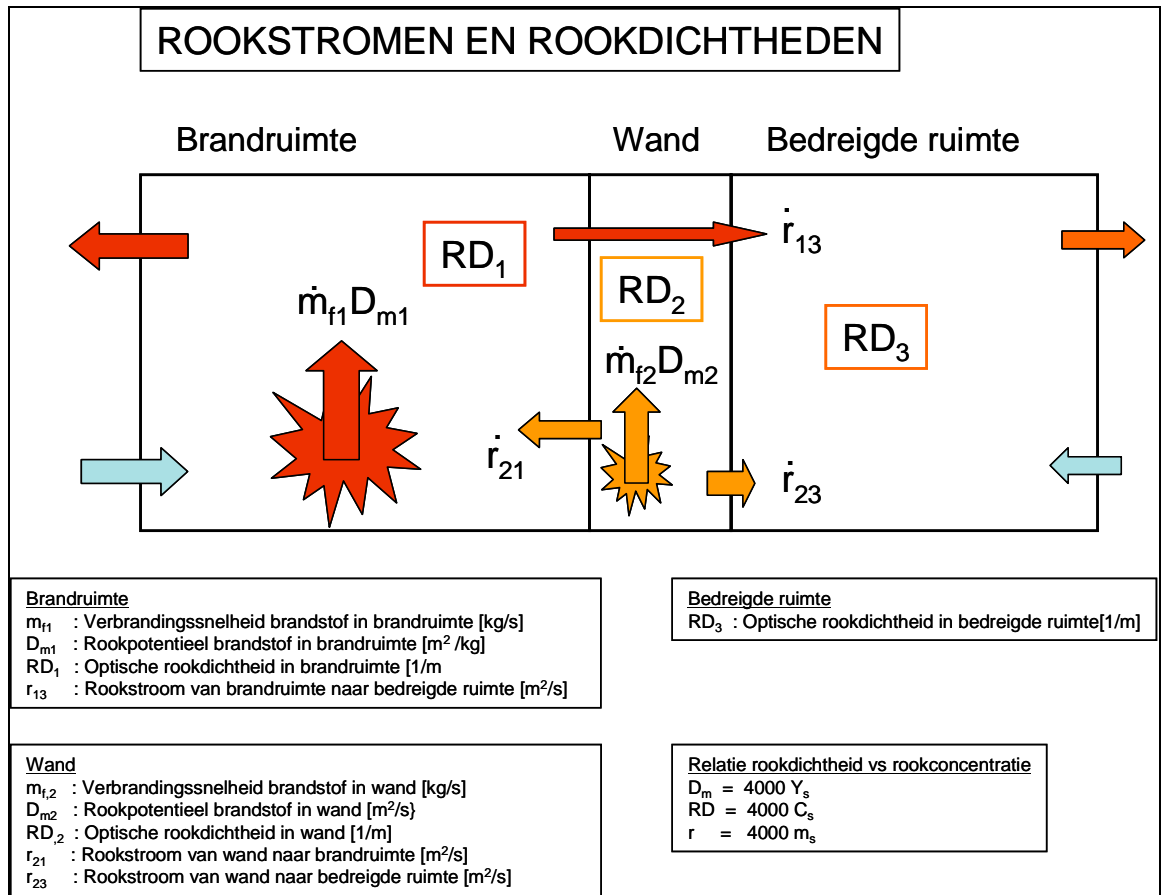 ROOKSTROMEN EN ROOKDICHTHEDEN
Brandruimte
Wand
Bedreigde ruimte
ṙ₁₃
RD₁
RD₂
RD₃
ṁf1Dm1
ṁf2Dm2
ṙ₂₁
ṙ₂₃
Brandruimte
mf1 : Verbrandingssnelheid brandstof in brandruimte [kg/s]
Dm1 : Rookpotentieel brandstof in brandruimte [m² /kg]
RD₁ : Optische rookdichtheid in brandruimte [1/m
r₁₃ : Rookstroom van brandruimte naar bedreigde ruimte [m²/s]
Bedreigde ruimte
RD₃ : Optische rookdichtheid in bedreigde ruimte[1/m]
Wand
mf,2 : Verbrandingssnelheid brandstof in wand [kg/s]
Dm2 : Rookpotentieel brandstof in wand [m²/s}
RD,2 : Optische rookdichtheid in wand [1/m]
r₂₁ : Rookstroom van wand naar brandruimte [m²/s]
r₂₃ : Rookstroom van wand naar bedreigde ruimte [m²/s]
Relatie rookdichtheid vs rookconcentratie
Dm = 4000 Ys
RD = 4000 Cs
r = 4000 ms